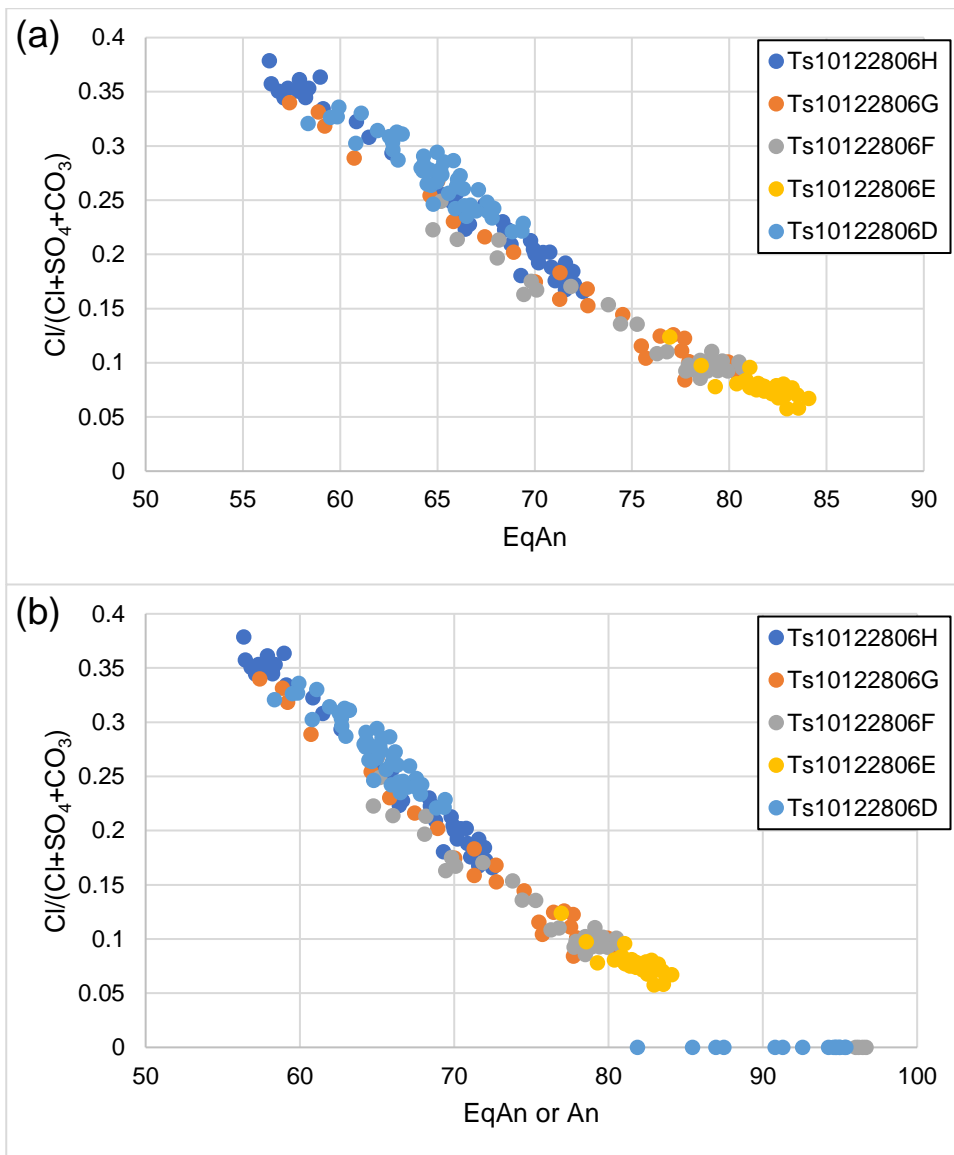 (a)
0.4
0.35
0.3
0.25
0.2
0.15
0.1
0.05
0
Cl/(Cl+SO4+CO3)
Ts10122806H
Ts10122806G
Ts10122806F
Ts10122806E
Ts10122806D
50 55 60 65 70 75 80 85 90
EqAn
(b)
0.4
0.35
0.3
0.25
0.2
0.15
0.1
0.05
0
Cl/(Cl+SO4+CO3)
Ts10122806H
Ts10122806G
Ts10122806F
Ts10122806E
Ts10122806D
50 60 70 80 90 100
EqAn or An